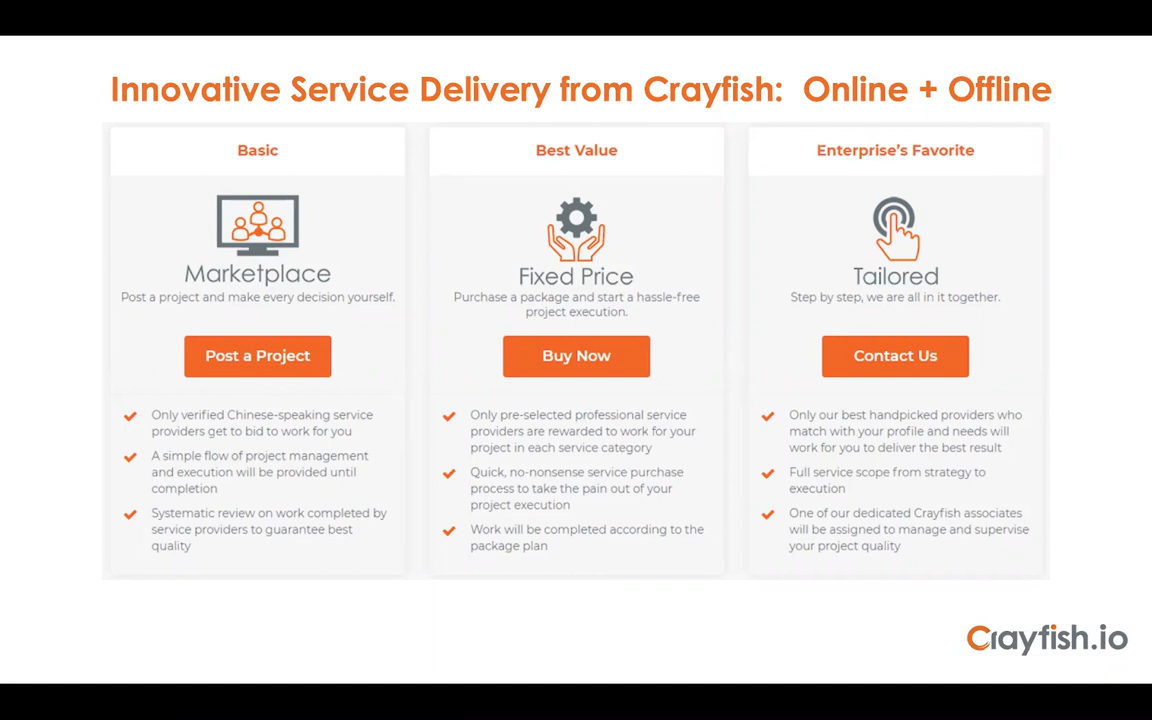 Innovative Service Delivery from Crayfish: Online + Offline
Basic
Marketplace
Post a project and make every decision yourself.
Post a Project
Only verified Chinese-speaking service
providers get to bid to work for you
A simple flow of project management
and execution will be provided until
completion
Systematic review on work completed by
service providers to guarantee best
quality
Best Value
Fixed Price
Purchase a package and start a hassle-free
project execution.
Buy Now
Only pre-selected professional service
providers are rewarded to work for your
project in each service category
Quick, no-nonsense service purchase
process to take the pain out of your
project execution
Work will be completed according to the
package plan
Enterprise's Favorite
Tailored
Step by step, we are all in it together.
Contact Us
Only our best handpicked providers who
match with your profile and needs will
work for you to deliver the best result
Full service scope from strategy to
execution
One of our dedicated Crayfish associates
will be assigned to manage and supervise
your project quality
Crayfish.io